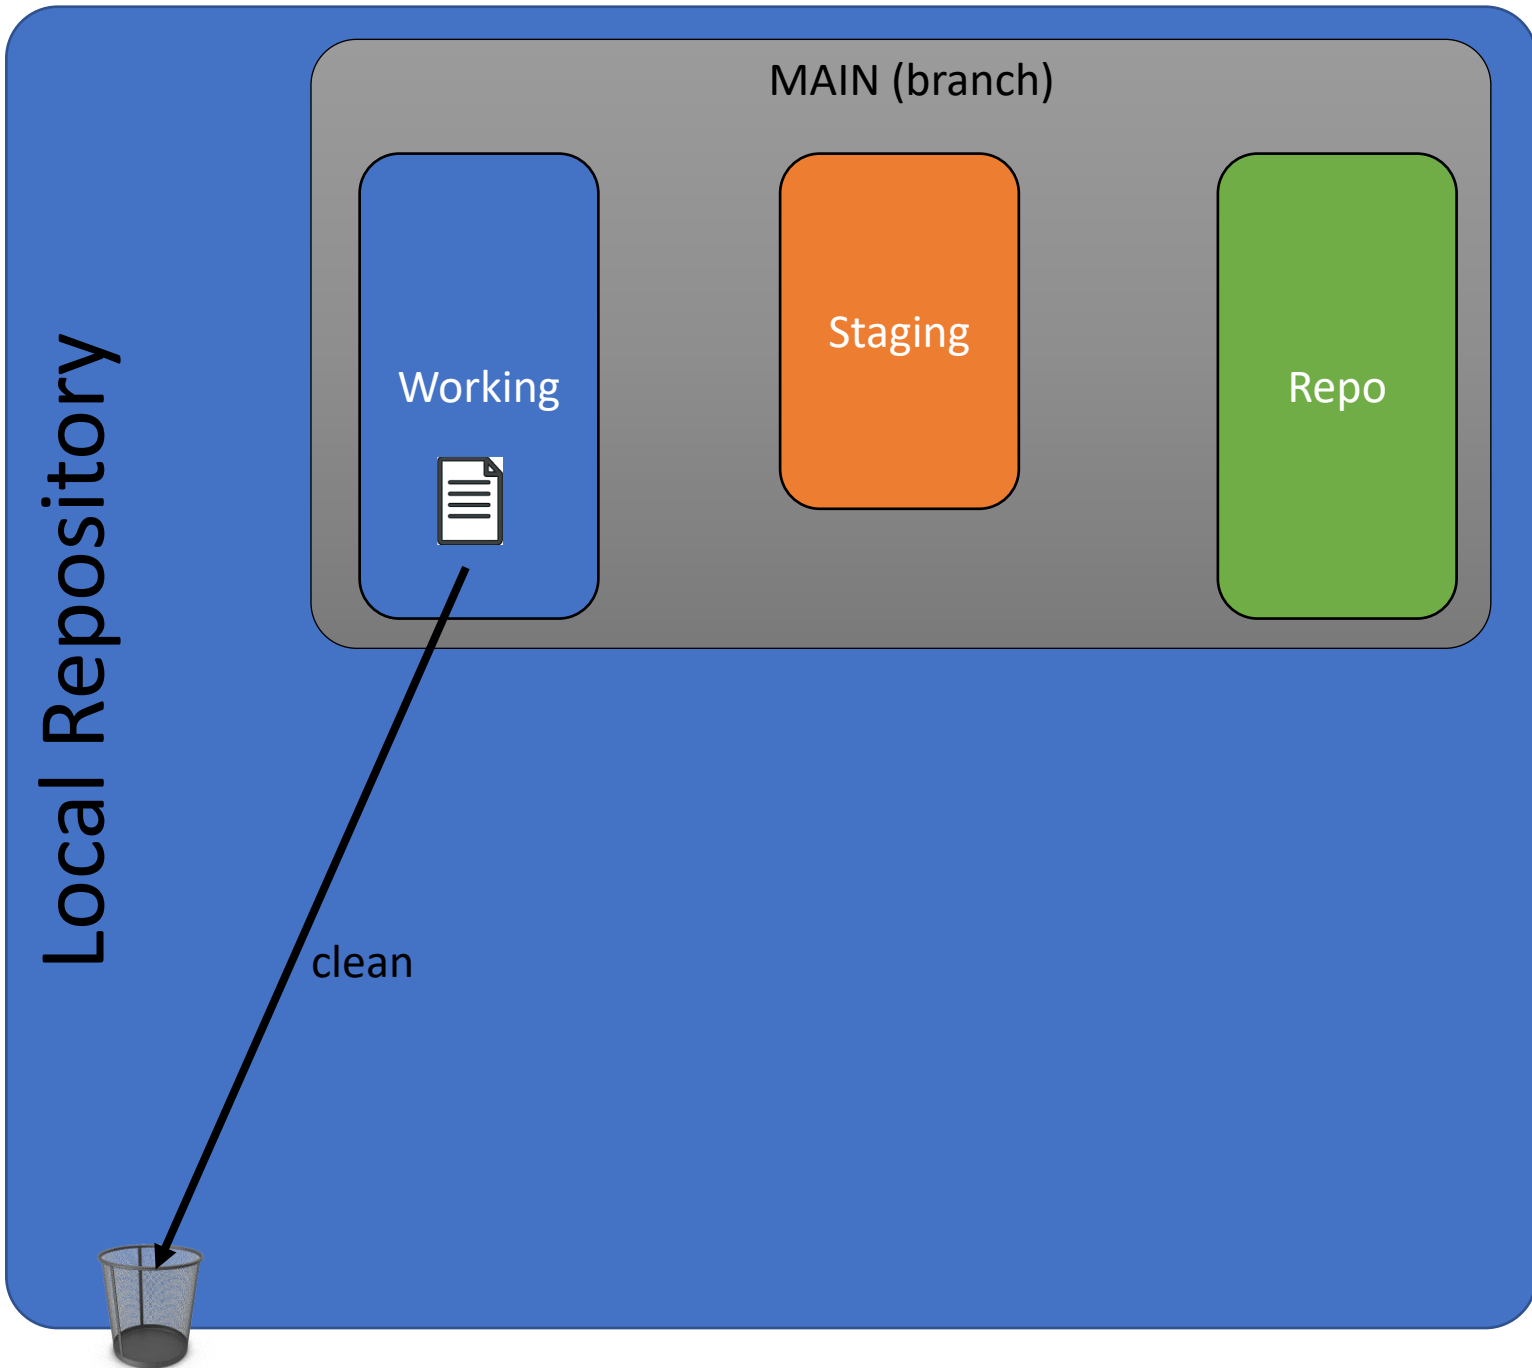 MAIN (branch)
Working
Staging
Repo
Local Repository
clean